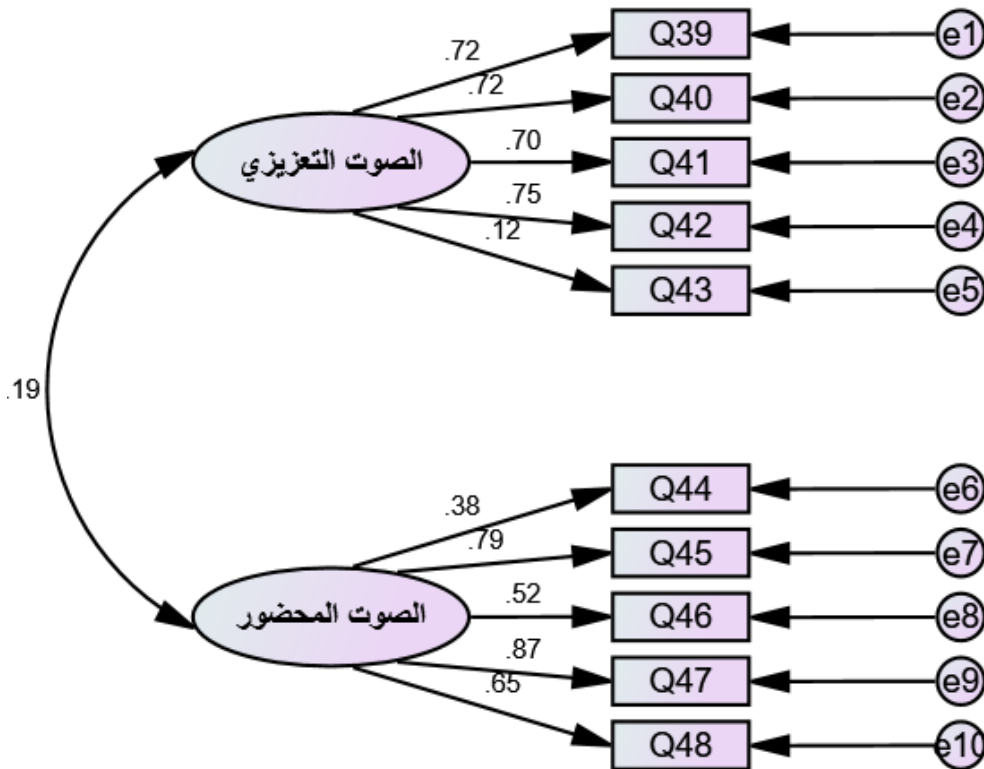 .72
Q39
e1
.72
Q40
e2
الصوت التعزيزي
.70
Q41
e3
.75
Q42
e4
.12
Q43
e5
.19
.38
Q44
e6
.79
Q45
e7
الصوت المحضور
.52
Q46
e8
.87
Q47
e9
.65
Q48
e10